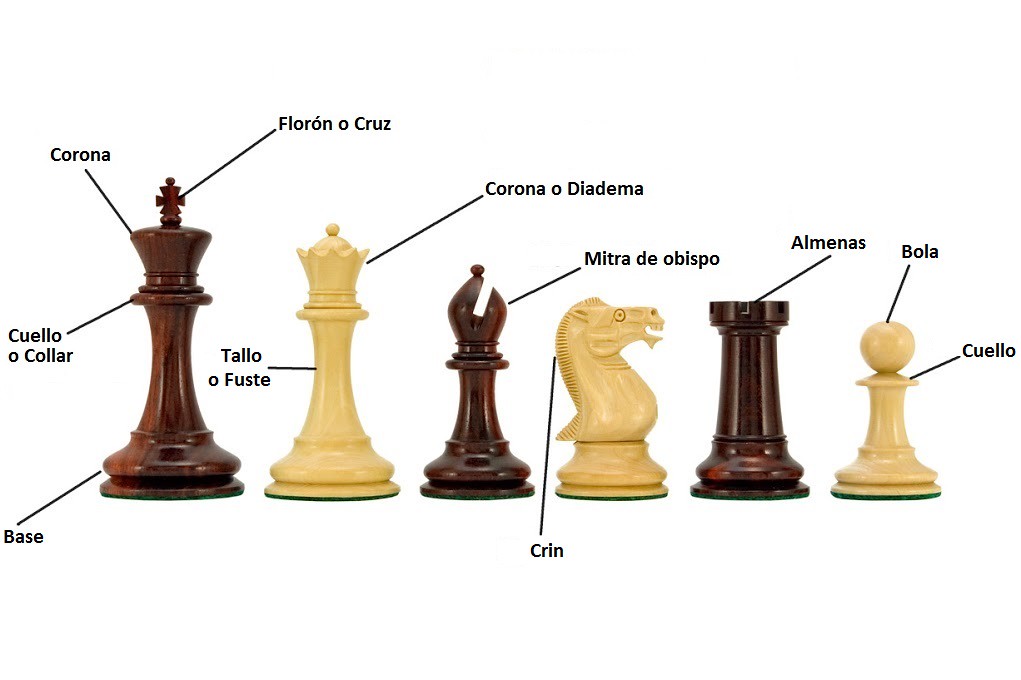 Florón o Cruz
Corona
Corona o Diadema
Almenas
Bola
Mitra de obispo
Cuello
o Collar
Tallo
o Fuste
Cuello
Base
Crin